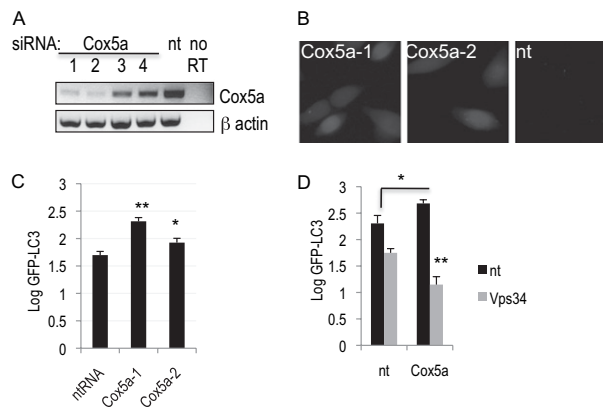 A
siRNA: Cox5a nt no
1 2 3 4 RT
Cox5a
β actin
B
Cox5a-1
Cox5a-2
nt
C
Log GFP-LC3
3
2.5
2
1.5
1
0.5
0
**
*
ntRNA
Cox5a-1
Cox5a-2
D
Log GFP-LC3
3
2.5
2
1.5
1
0.5
0
*
**
nt
Cox5a
nt
Vps34